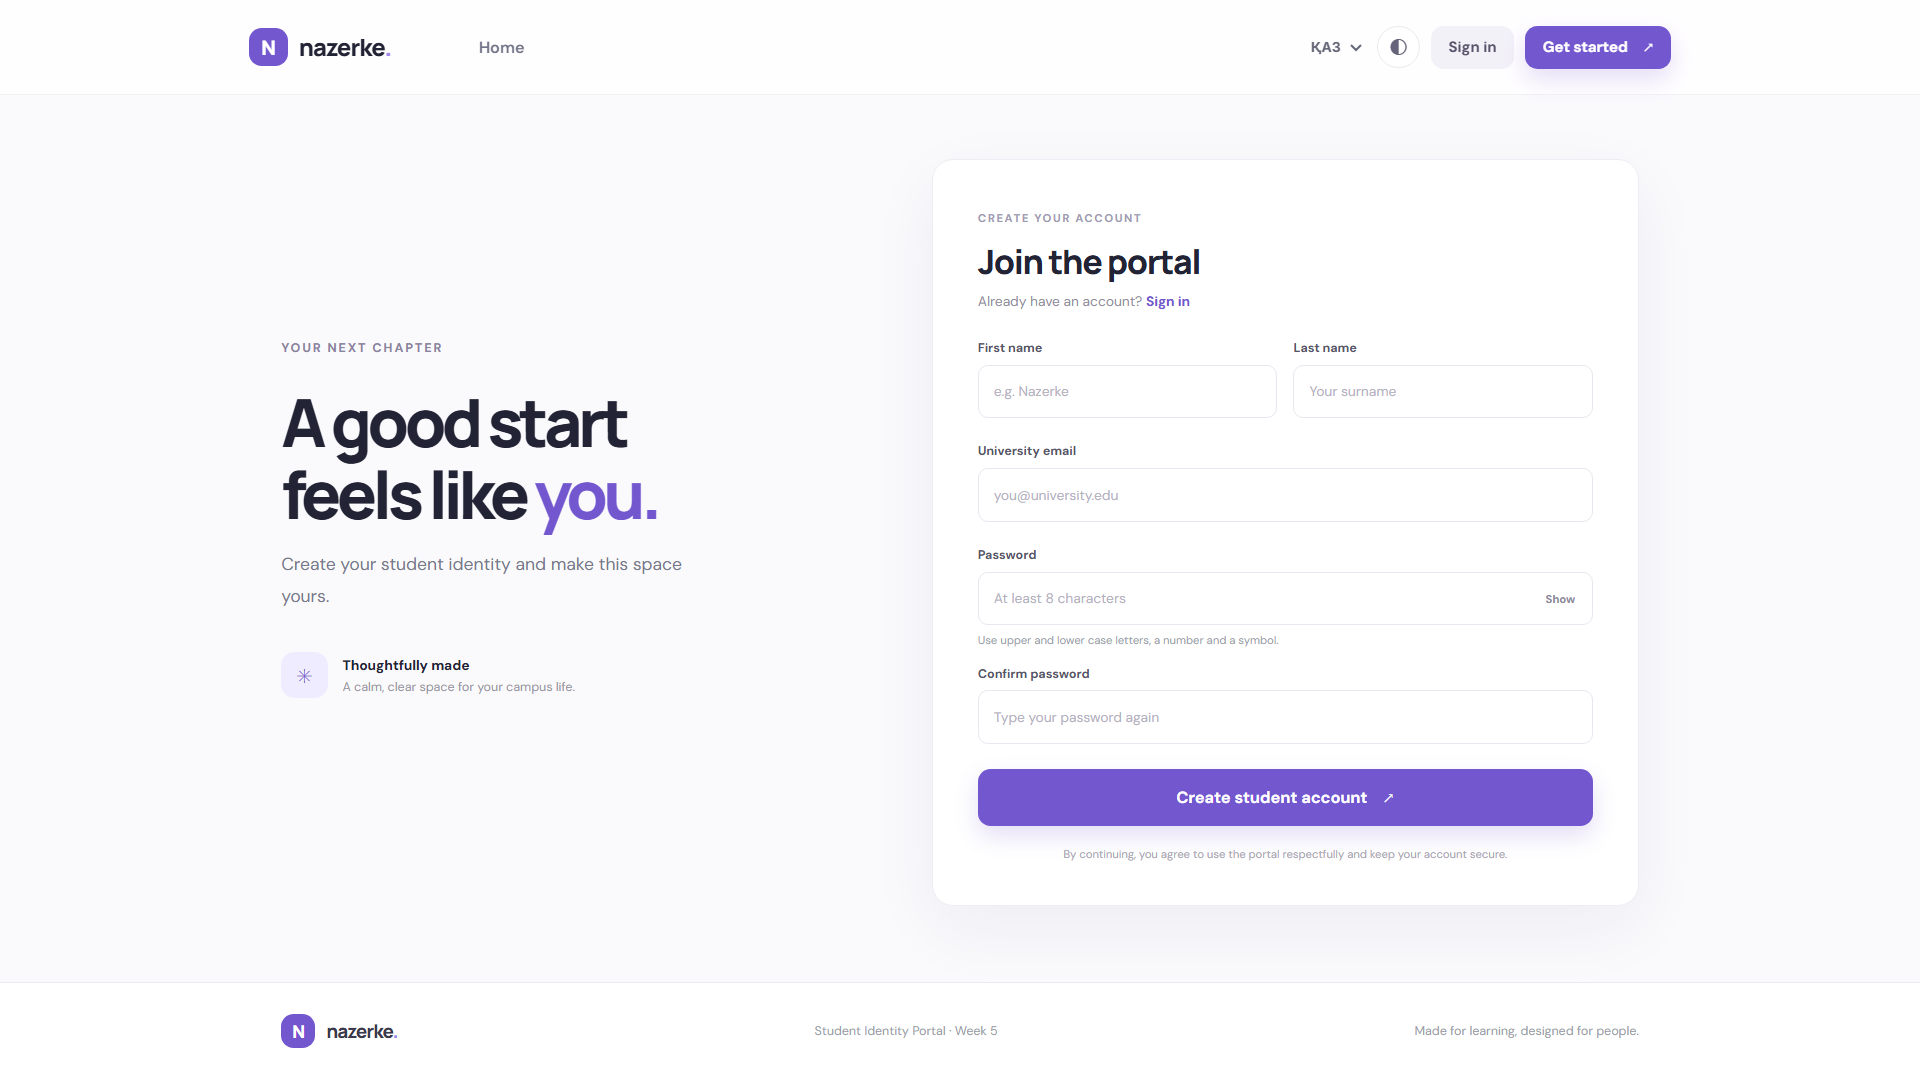 N nazerke.
Home
ҚАЗ
Sign in
Get started ↗
YOUR NEXT CHAPTER
A good start
feels like you.
Create your student identity and make this space
yours.
Thoughtfully made
A calm, clear space for your campus life.
CREATE YOUR ACCOUNT
Join the portal
Already have an account? Sign in
First name
Last name
e.g. Nazerke
Your surname
University email
you@university.edu
Password
At least 8 characters
Show
Use upper and lower case letters, a number and a symbol.
Confirm password
Type your password again
Create student account ↗
By continuing, you agree to use the portal respectfully and keep your account secure.
N nazerke.
Student Identity Portal · Week 5
Made for learning, designed for people.